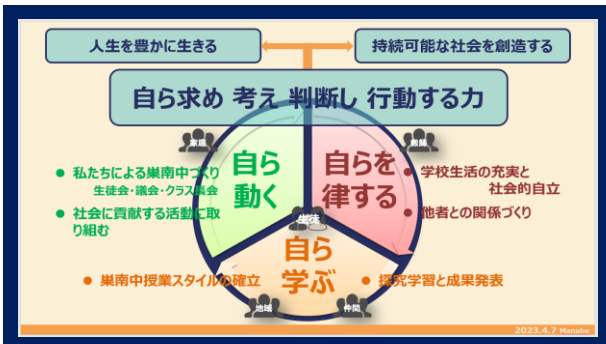 人生を豊かに生きる
持続可能な社会を創造する
自ら求め 考え 判断し 行動する力
家庭
教師
自ら
動く
自らを
律する
● 私たちによる巣南中づくり
生徒会・議会・クラス議会
● 社会に貢献する活動に取
り組む
● 学校生活の充実と
社会的自立
● 他者との関係づくり
生徒
自ら
学ぶ
● 巣南中授業スタイルの確立
● 探究学習と成果発表
地域
仲間
2023.4.7 Manabe